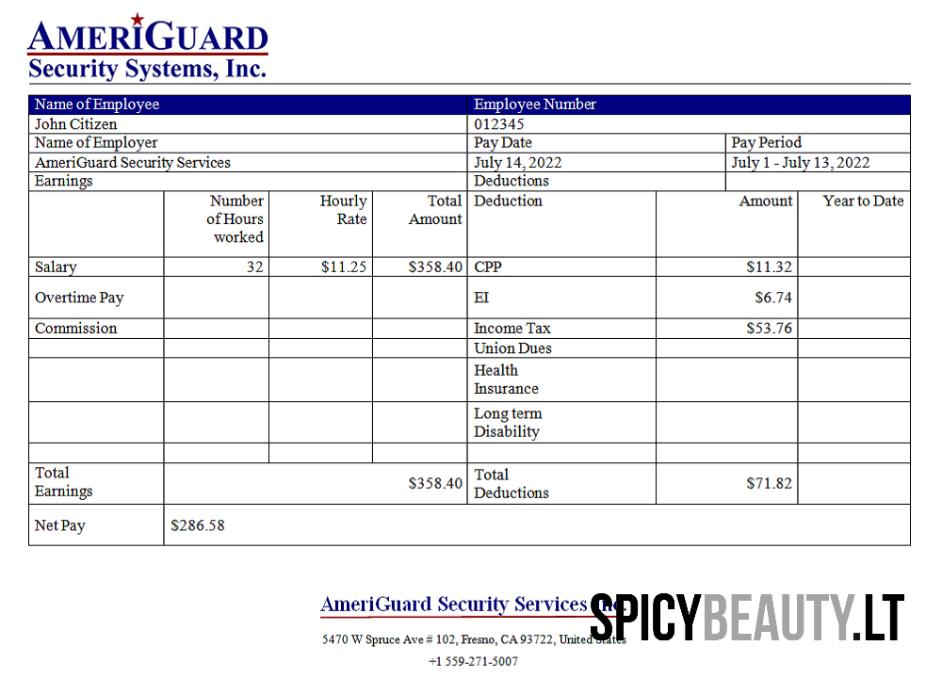 AMERIGUARD
Security Systems, Inc.
Name of Employee Employee Number
John Citizen 012345
Name of Employer Pay Date Pay Period
AmeriGuard Security Services July 14, 2022 July 1 - July 13, 2022
Earnings Deductions
Number of Hours worked Hourly Rate Total Amount Deduction Amount Year to Date
Salary 32 $11.25 $358.40 CPP $11.32
Overtime Pay EI $6.74
Commission Income Tax $53.76
Union Dues
Health
Insurance
Long term
Disability
Total Earnings $358.40 Total Deductions $71.82
Net Pay $286.58
AmeriGuard Security Services Inc.
5470 W Spruce Ave # 102, Fresno, CA 93722, United States
+1 559-271-5007
SPICYBEAUTY.LT